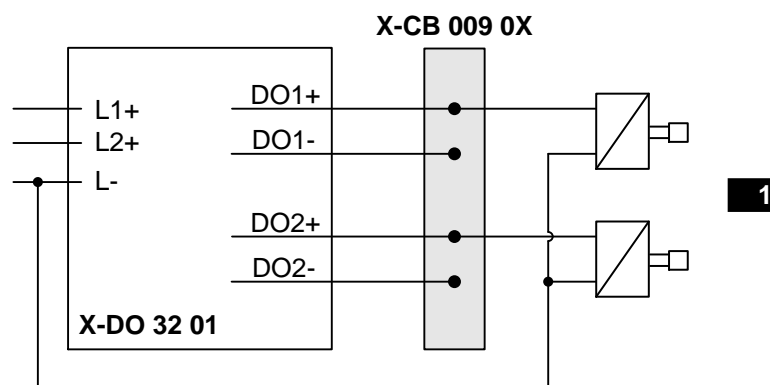 X-CB 009 0X
L1+
L2+
L-
DO1+
DO1-
DO2+
DO2-
X-DO 32 01
1